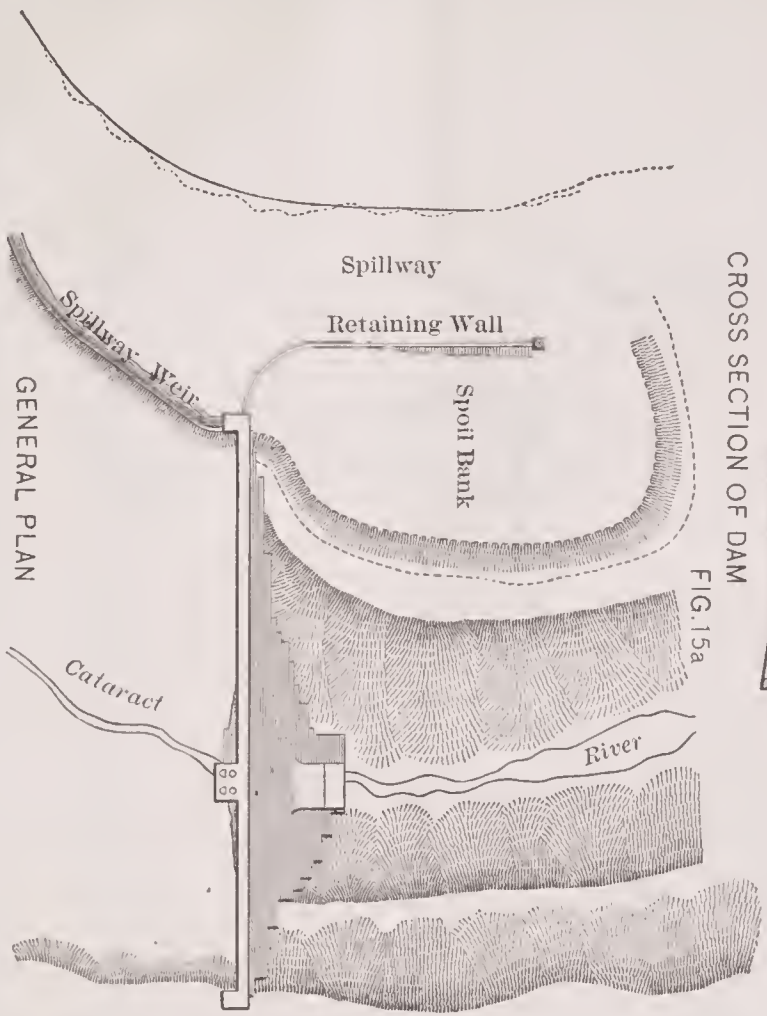 CROSS SECTION OF DAM
FIG. 15a
Spillway
Retaining Wall
Spoil Bank
Spillway Weir
GENERAL PLAN
Cataract
River